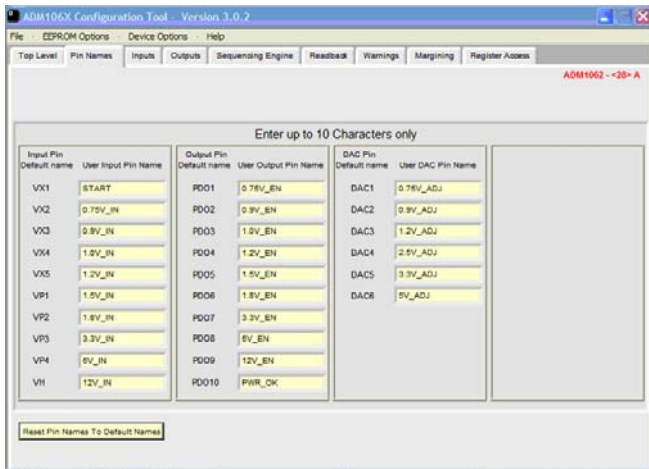 ADM106X Configuration Tool - Version 3.0.2
File EEPROM Options Device Options Help
Top Level Pin Names Inputs Outputs Sequencing Engine Readback Warnings Margining Register Access
ADM1062 - <28> A
Enter up to 10 Characters only
Input Pin
Default name User Input Pin Name
Output Pin
Default name User Output Pin Name
DAC Pin
Default name User DAC Pin Name
VX1 START PDO1 0.75V_EN DAC1 0.75V_ADJ
VX2 0.75V_IN PDO2 0.9V_EN DAC2 0.9V_ADJ
VX3 0.9V_IN PDO3 1.0V_EN DAC3 1.2V_ADJ
VX4 1.0V_IN PDO4 1.2V_EN DAC4 2.5V_ADJ
VX5 1.2V_IN PDO5 1.5V_EN DAC5 3.3V_ADJ
VP1 1.5V_IN PDO6 1.8V_EN DAC6 5V_ADJ
VP2 1.8V_IN PDO7 3.3V_EN
VP3 3.3V_IN PDO8 5V_EN
VP4 5V_IN PDO9 12V_EN
VH 12V_IN PDO10 PWR_OK
Reset Pin Names To Default Names